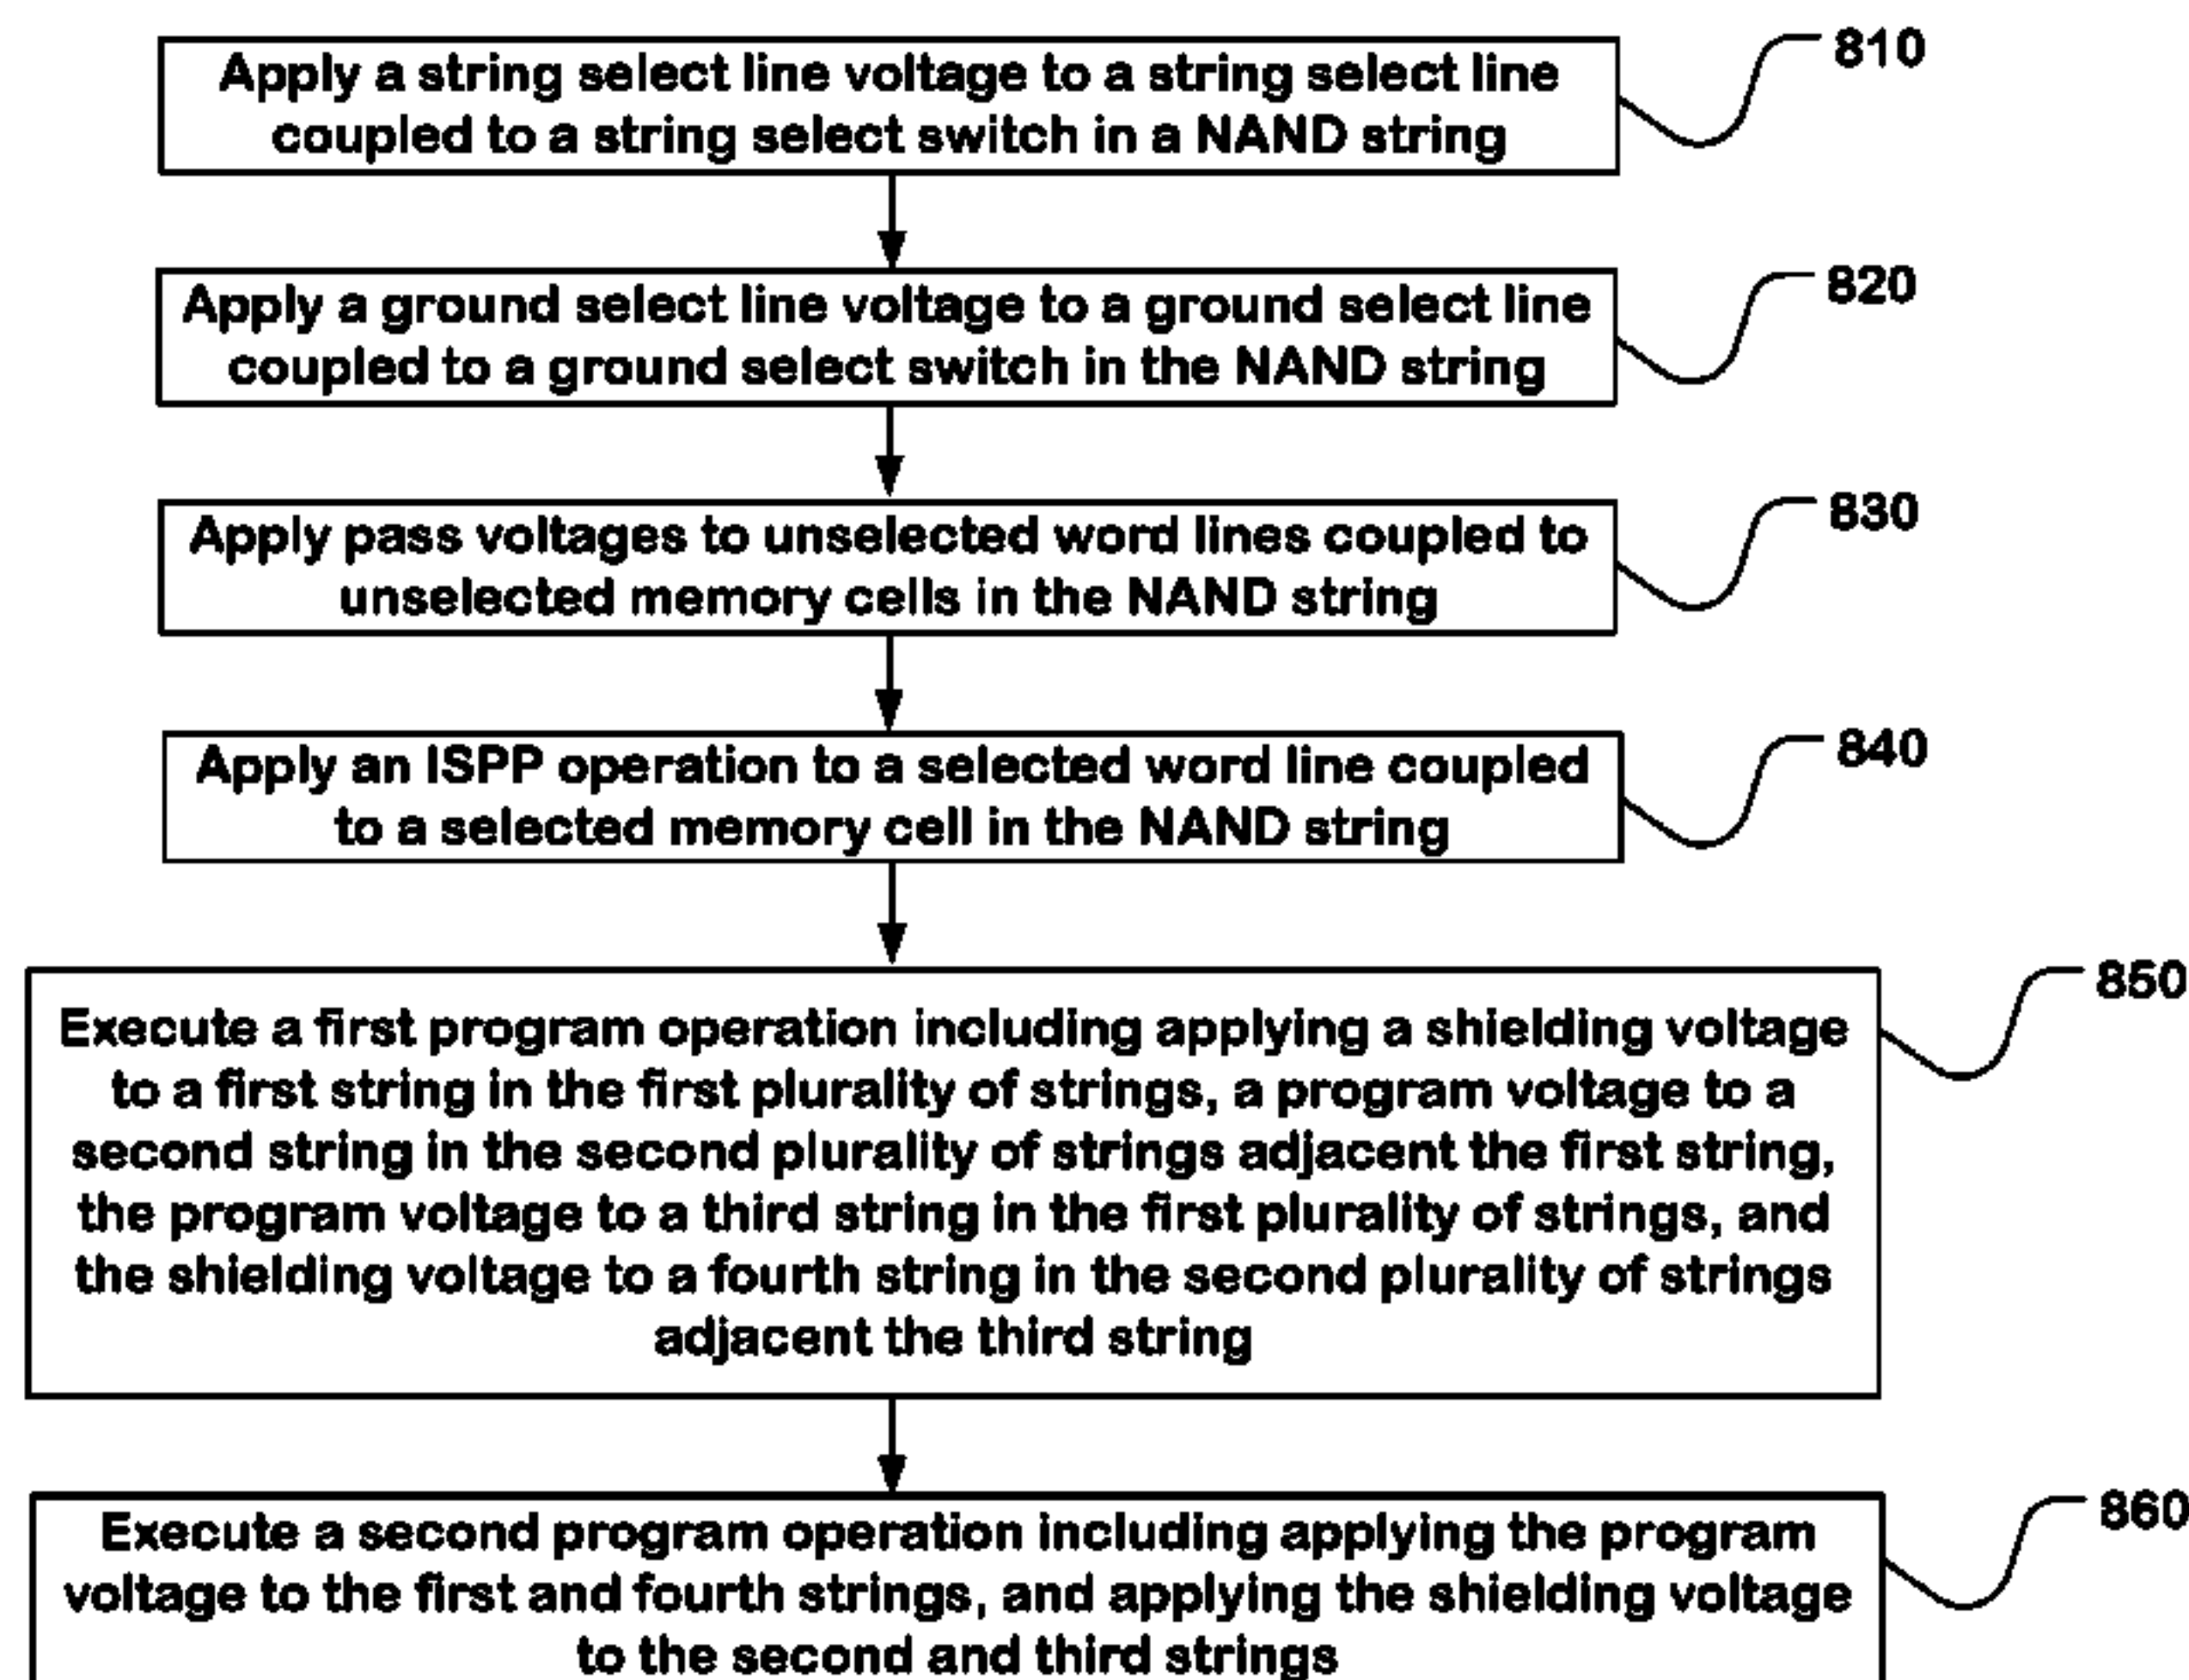 Apply a string select line voltage to a string select line
coupled to a string select switch in a NAND string
810
Apply a ground select line voltage to a ground select line
coupled to a ground select switch in the NAND string
820
Apply pass voltages to unselected word lines coupled to
unselected memory cells in the NAND string
830
Apply an ISPP operation to a selected word line coupled
to a selected memory cell in the NAND string
840
Execute a first program operation including applying a shielding voltage
to a first string in the first plurality of strings, a program voltage to a
second string in the second plurality of strings adjacent the first string,
the program voltage to a third string in the first plurality of strings, and
the shielding voltage to a fourth string in the second plurality of strings
adjacent the third string
850
Execute a second program operation including applying the program
voltage to the first and fourth strings, and applying the shielding voltage
to the second and third strings
860